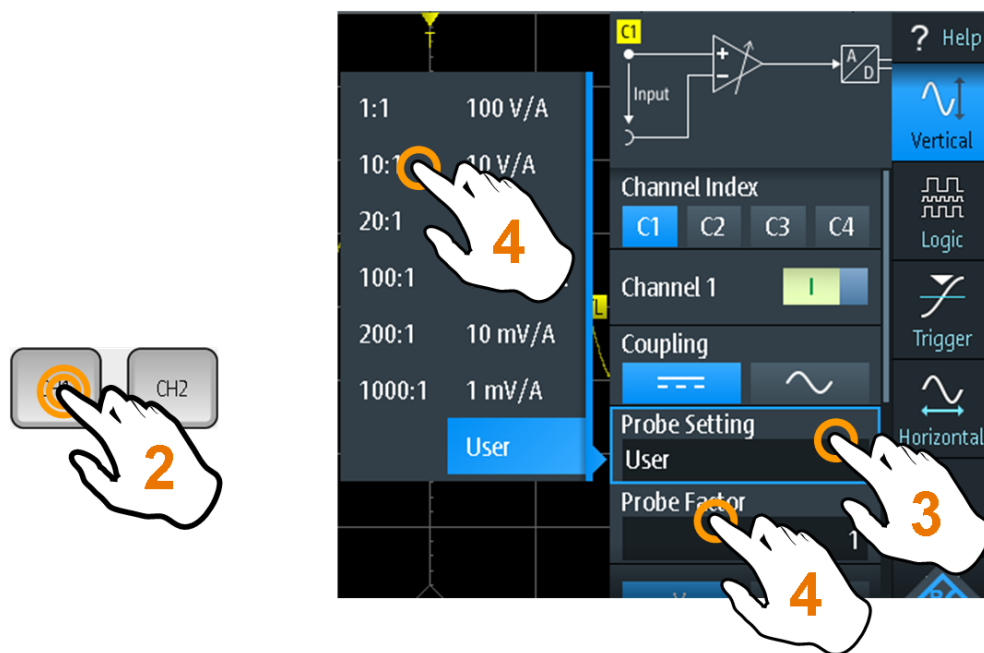 C1
? Help
1:1 100 V/A
10:1 10 V/A
20:1
100:1
200:1 10 mV/A
1000:1 1 mV/A
User
4
Input
A
D
Vertical
Channel Index
C1 C2 C3 C4
Logic
Channel 1 I
Trigger
Coupling
Probe Setting
User
Horizontal
Probe Factor
1
3
4
CH2
2